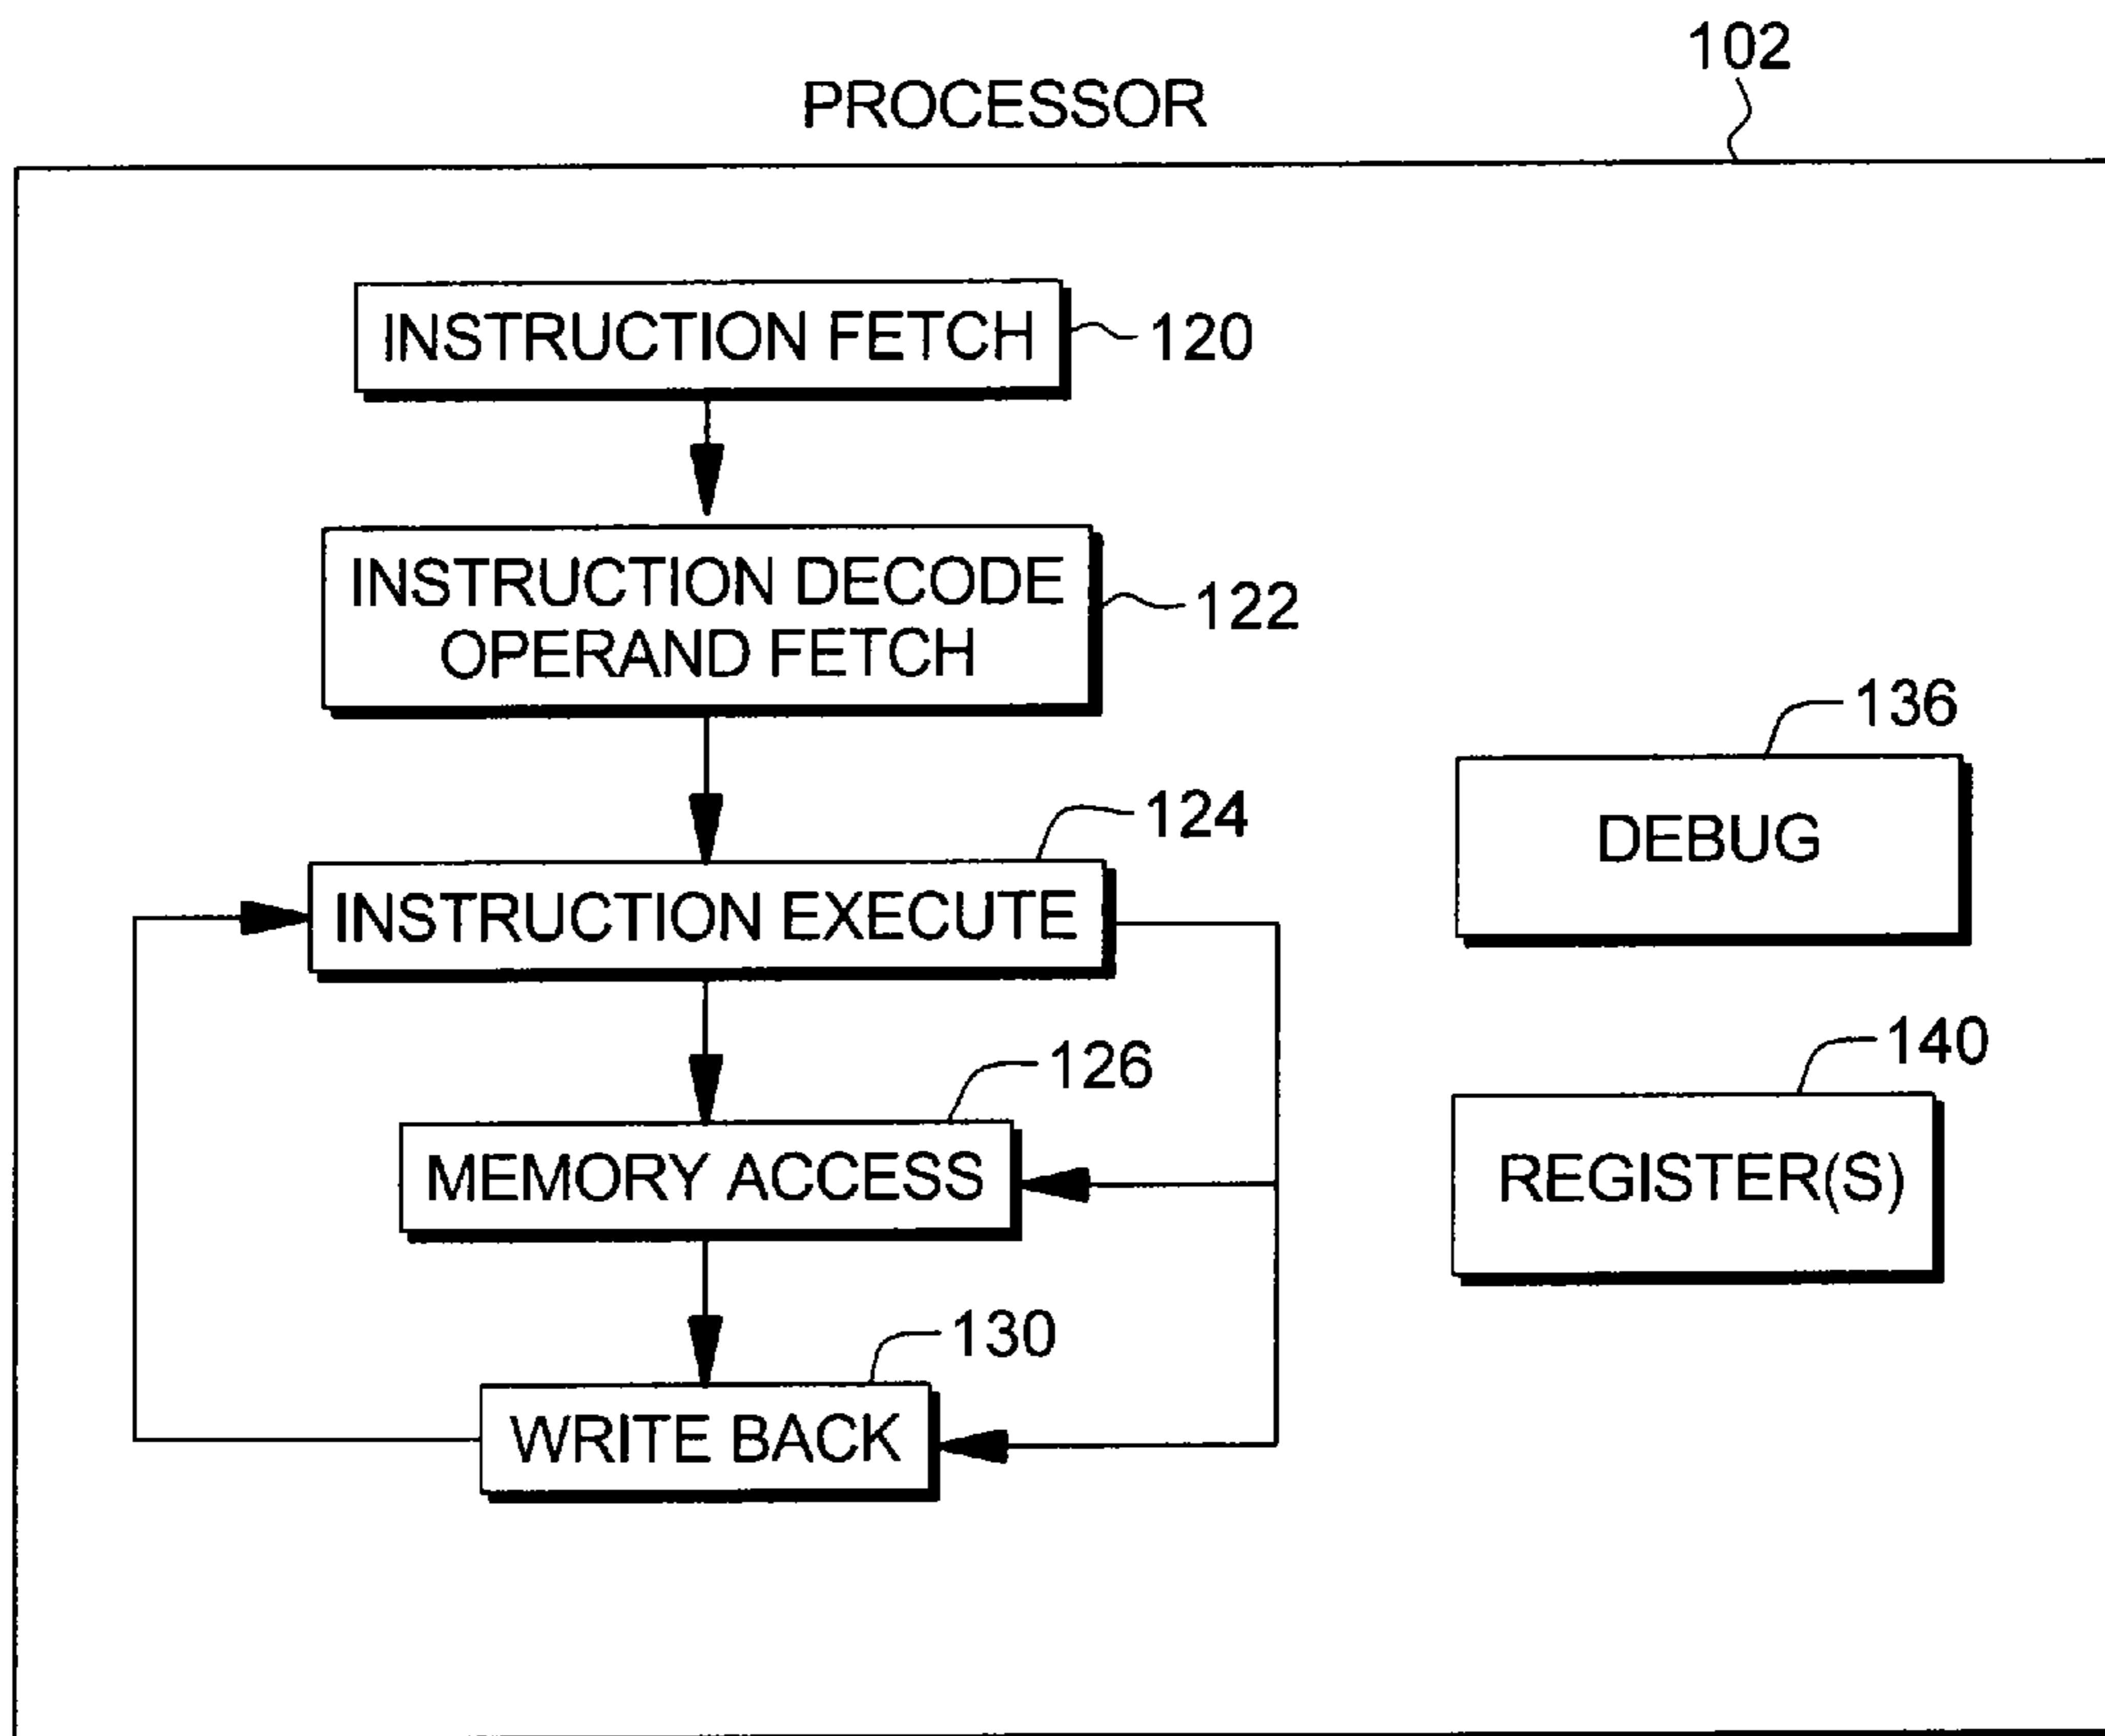 102
PROCESSOR
INSTRUCTION FETCH
120
INSTRUCTION DECODE
OPERAND FETCH
122
136
DEBUG
124
INSTRUCTION EXECUTE
140
REGISTER(S)
126
MEMORY ACCESS
130
WRITE BACK